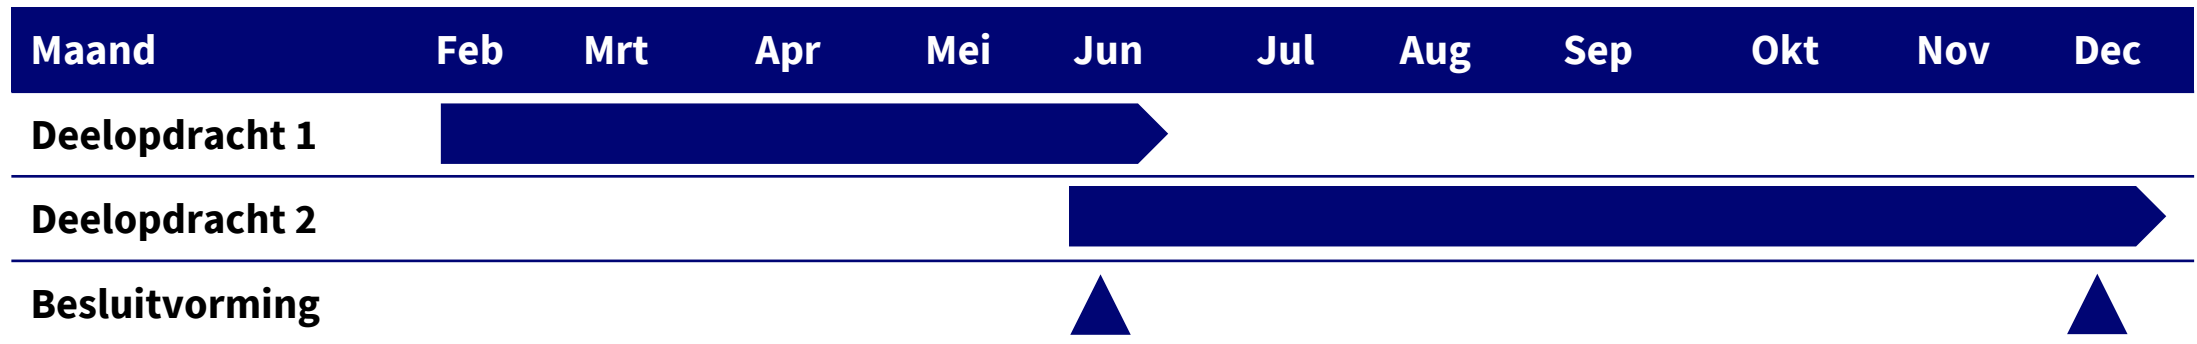 Maand Feb Mrt Apr Mei Jun Jul Aug Sep Okt Nov Dec
Deelopdracht 1
Deelopdracht 2
Besluitvorming